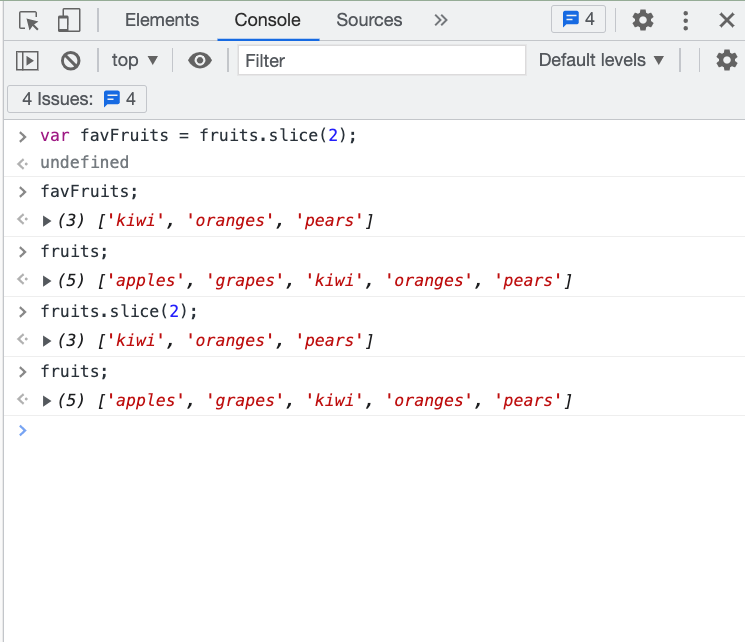 Elements Console Sources 4
top Filter Default levels
4 Issues: 4
var favFruits = fruits.slice(2);
undefined
favFruits;
(3) ['kiwi', 'oranges', 'pears']
fruits;
(5) ['apples', 'grapes', 'kiwi', 'oranges', 'pears']
fruits.slice(2);
(3) ['kiwi', 'oranges', 'pears']
fruits;
(5) ['apples', 'grapes', 'kiwi', 'oranges', 'pears']